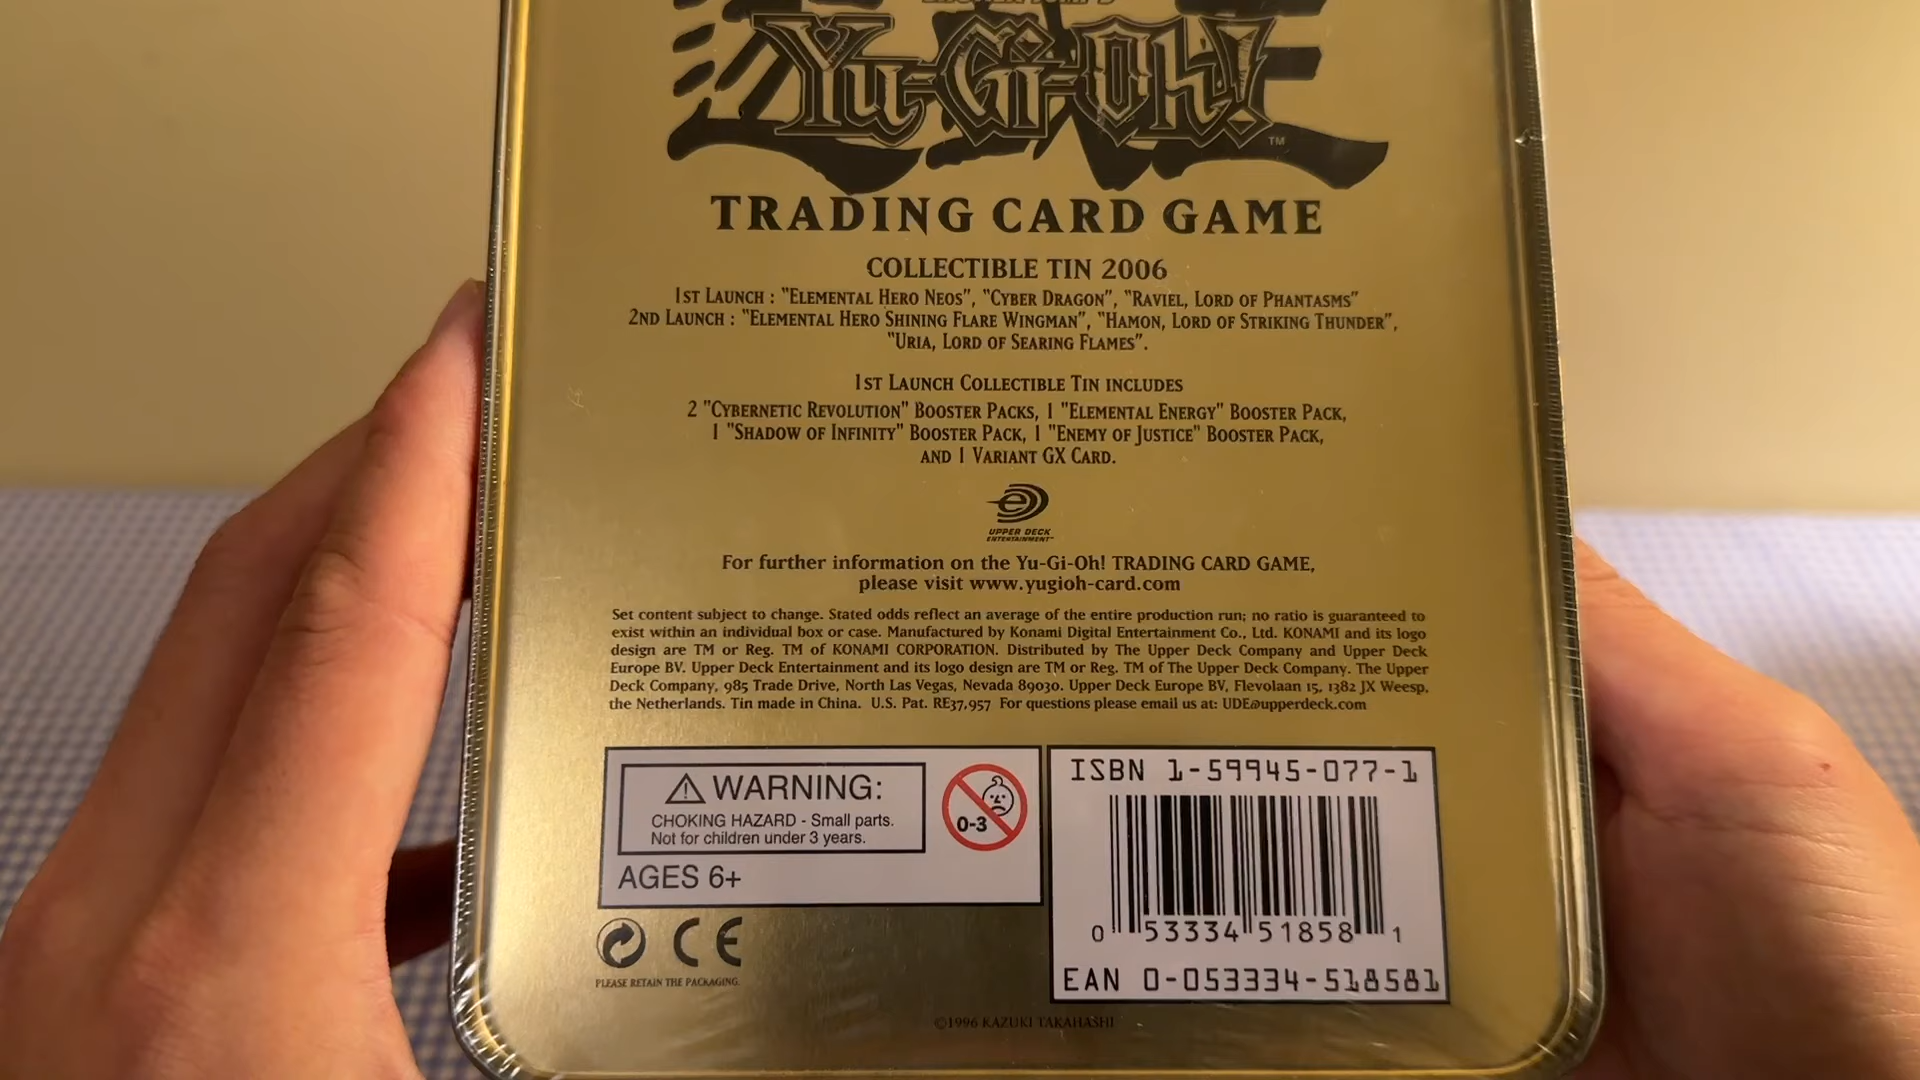 Yu-Gi-Oh!
TM
TRADING CARD GAME
COLLECTIBLE TIN 2006
1ST LAUNCH : "ELEMENTAL HERO NEOS", "CYBER DRAGON", "RAVIEL, LORD OF PHANTASMS"
2ND LAUNCH : "ELEMENTAL HERO SHINING FLARE WINGMAN", "HAMON, LORD OF STRIKING THUNDER",
"URIA, LORD OF SEARING FLAMES".
1ST LAUNCH COLLECTIBLE TIN INCLUDES
2 "CYBERNETIC REVOLUTION" BOOSTER PACKS, 1 "ELEMENTAL ENERGY" BOOSTER PACK,
1 "SHADOW OF INFINITY" BOOSTER PACK, 1 "ENEMY OF JUSTICE" BOOSTER PACK,
AND 1 VARIANT GX CARD.
UPPER DECK
ENTERTAINMENT™
For further information on the Yu-Gi-Oh! TRADING CARD GAME,
please visit www.yugioh-card.com
Set content subject to change. Stated odds reflect an average of the entire production run; no ratio is guaranteed to
exist within an individual box or case. Manufactured by Konami Digital Entertainment Co., Ltd. KONAMI and its logo
design are TM or Reg. TM of KONAMI CORPORATION. Distributed by The Upper Deck Company and Upper Deck
Europe BV. Upper Deck Entertainment and its logo design are TM or Reg. TM of The Upper Deck Company. The Upper
Deck Company, 985 Trade Drive, North Las Vegas, Nevada 89030. Upper Deck Europe BV, Flevolaan 15, 1382 JX Weesp,
the Netherlands. Tin made in China. U.S. Pat. RE37,957 For questions please email us at: UDE@upperdeck.com
WARNING:
CHOKING HAZARD - Small parts.
Not for children under 3 years.
0-3
AGES 6+
CE
PLEASE RETAIN THE PACKAGING.
ISBN 1-59945-077-1
0 53334 51858 1
EAN 0-053334-518581
©1996 KAZUKI TAKAHASHI